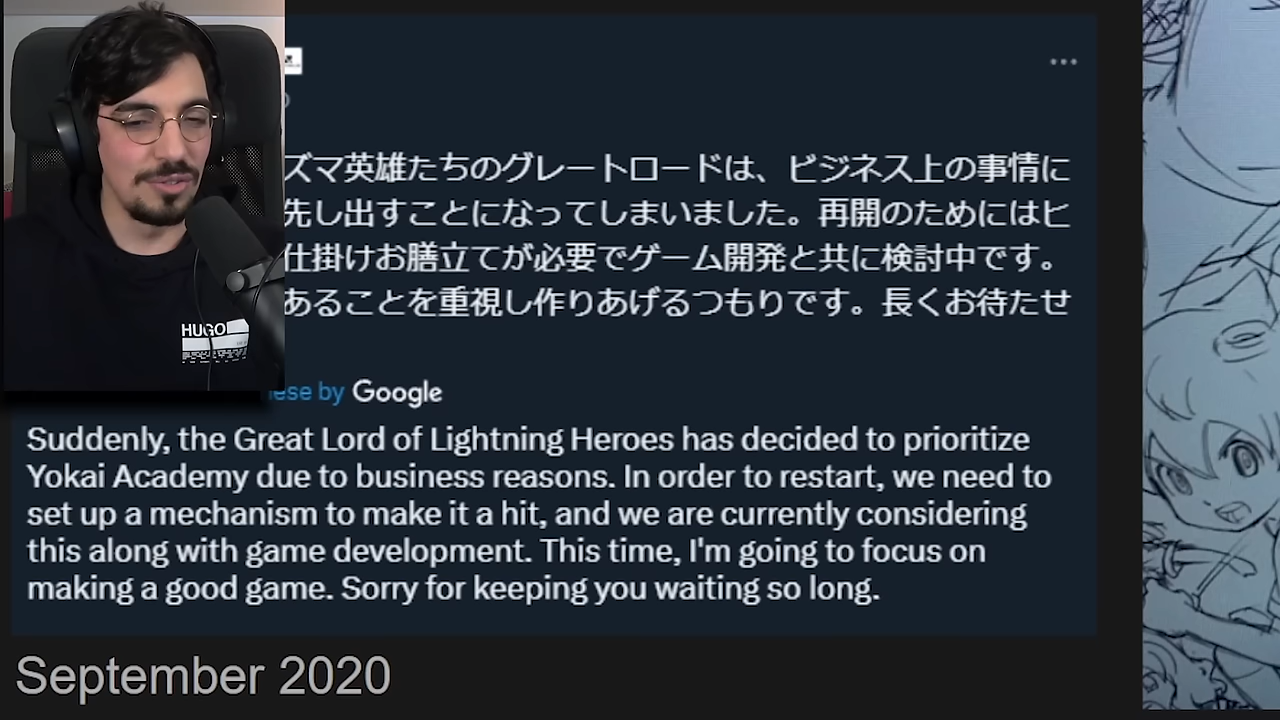 ズマ英雄たちのグレートロードは、ビジネス上の事情に
先し出すことになってしまいました。再開のためにはヒ
仕掛けお膳立てが必要でゲーム開発と共に検討中です。
あることを重視し作りあげるつもりです。長くお待たせ
HUGO
ese by Google
Suddenly, the Great Lord of Lightning Heroes has decided to prioritize
Yokai Academy due to business reasons. In order to restart, we need to
set up a mechanism to make it a hit, and we are currently considering
this along with game development. This time, I'm going to focus on
making a good game. Sorry for keeping you waiting so long.
September 2020